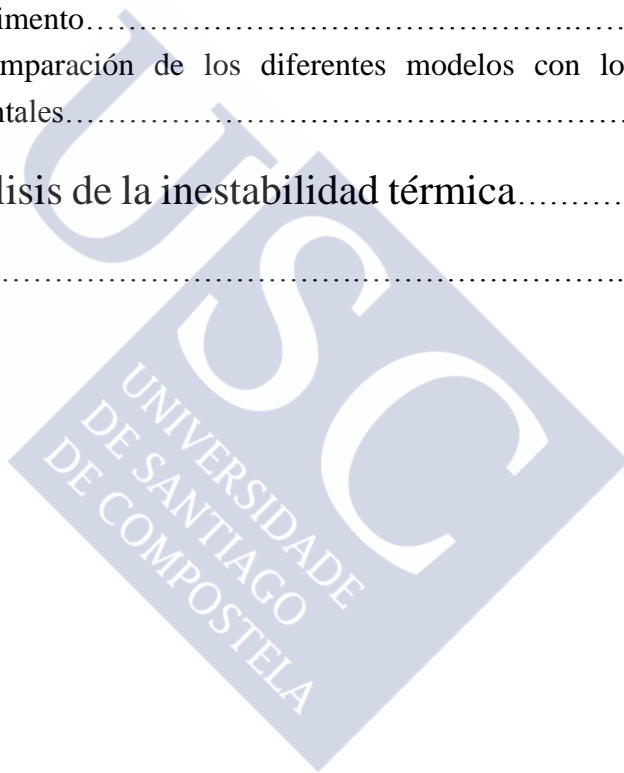 imento……………………………………………….……
mparación de los diferentes modelos con lo
ntales………………………………………………………
lisis de la inestabilidad térmica………
……………………………………………………….
USC
UNIVERSIDADE
DE SANTIAGO
DE COMPOSTELA